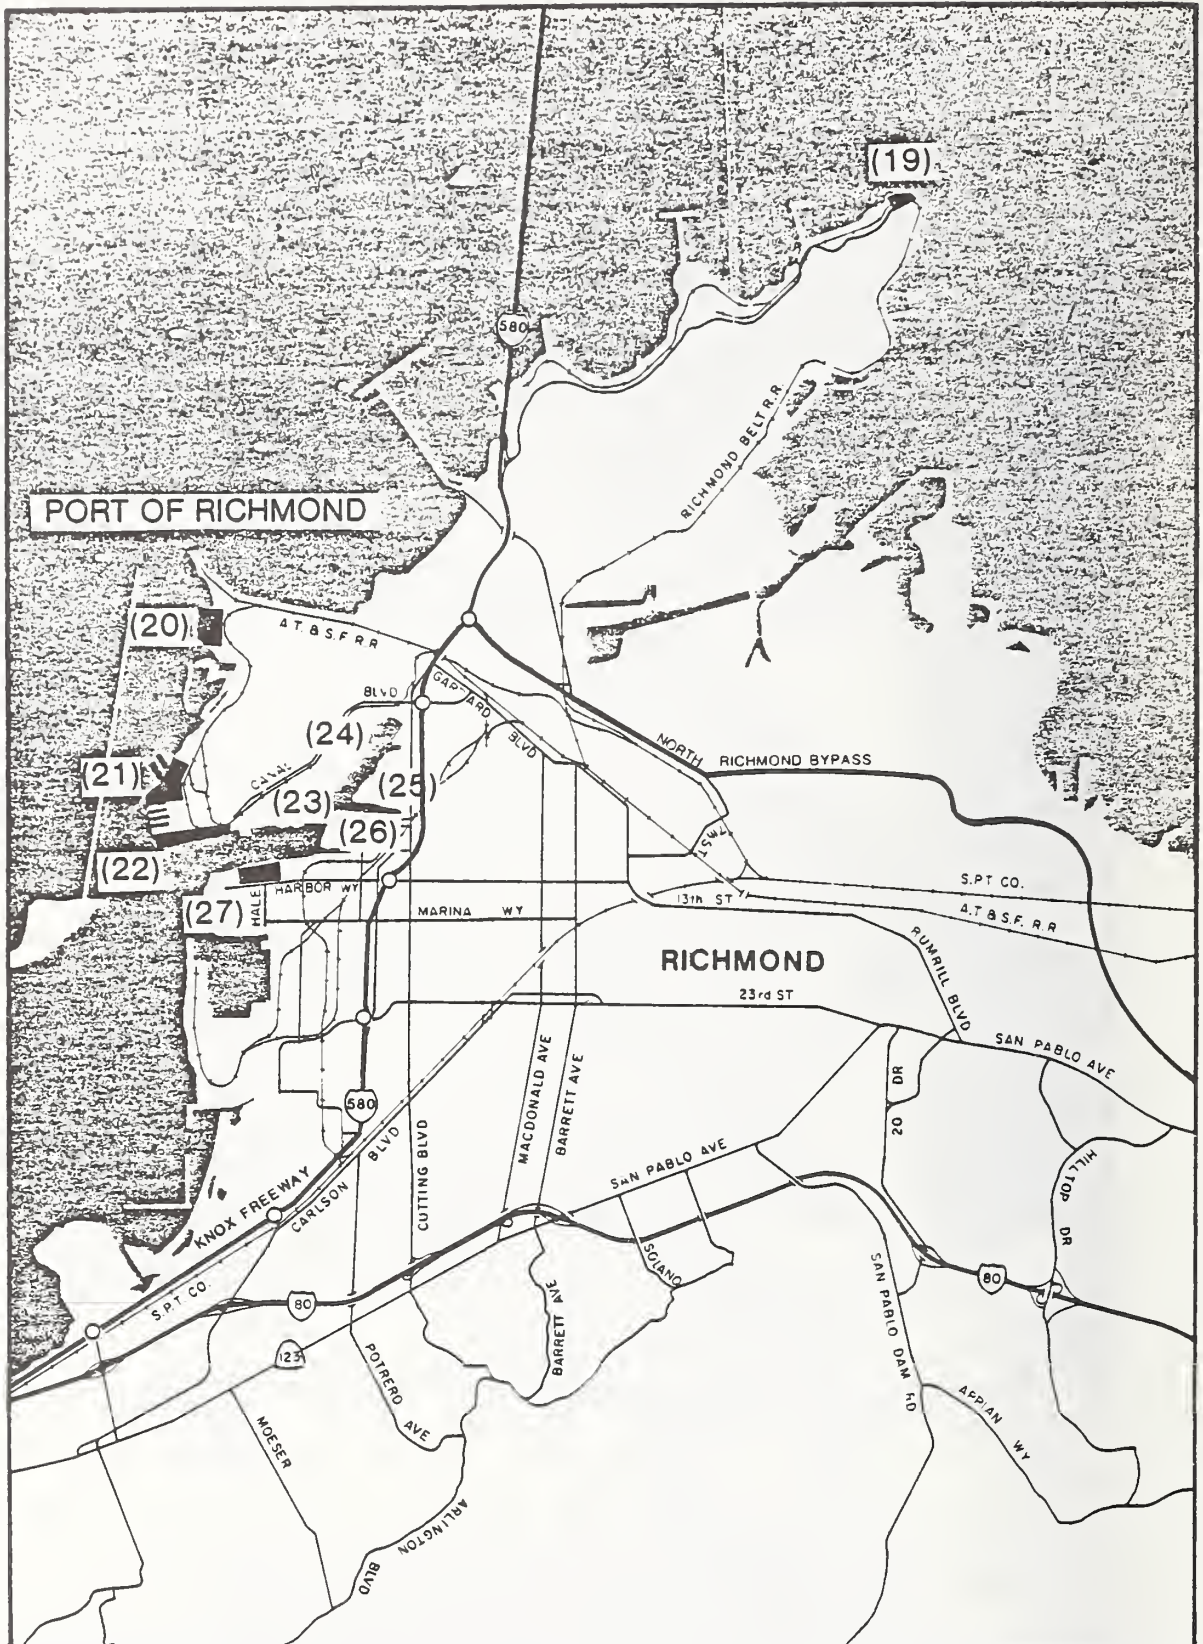 (19)
580
RICHMOND BELT R.R
PORT OF RICHMOND
(20)
A.T. & S.F. R.R
BLVD
GARRARD
BLVD
(24)
NORTH
RICHMOND BYPASS
(21)
CANAL
(25)
(23)
(26)
(22)
HARBOR WY
S.P.T CO.
13th ST
A.T & S.F. R.R
(27)
HALE
MARINA WY
RICHMOND
RUMRILL BLVD
23rd ST
SAN PABLO AVE
20 DR
580
MACDONALD AVE
BARRETT AVE
BLVD
CUTTING BLVD
SAN PABLO AVE
HILLTOP DR
KNOX FREEWAY
CARLSON
SOLANO
S.P.T. CO.
80
80
SAN PABLO DAM RD
BARRETT AVE
123
POTRERO AVE
APPIAN WY
MOESER
ARLINGTON
BLVD